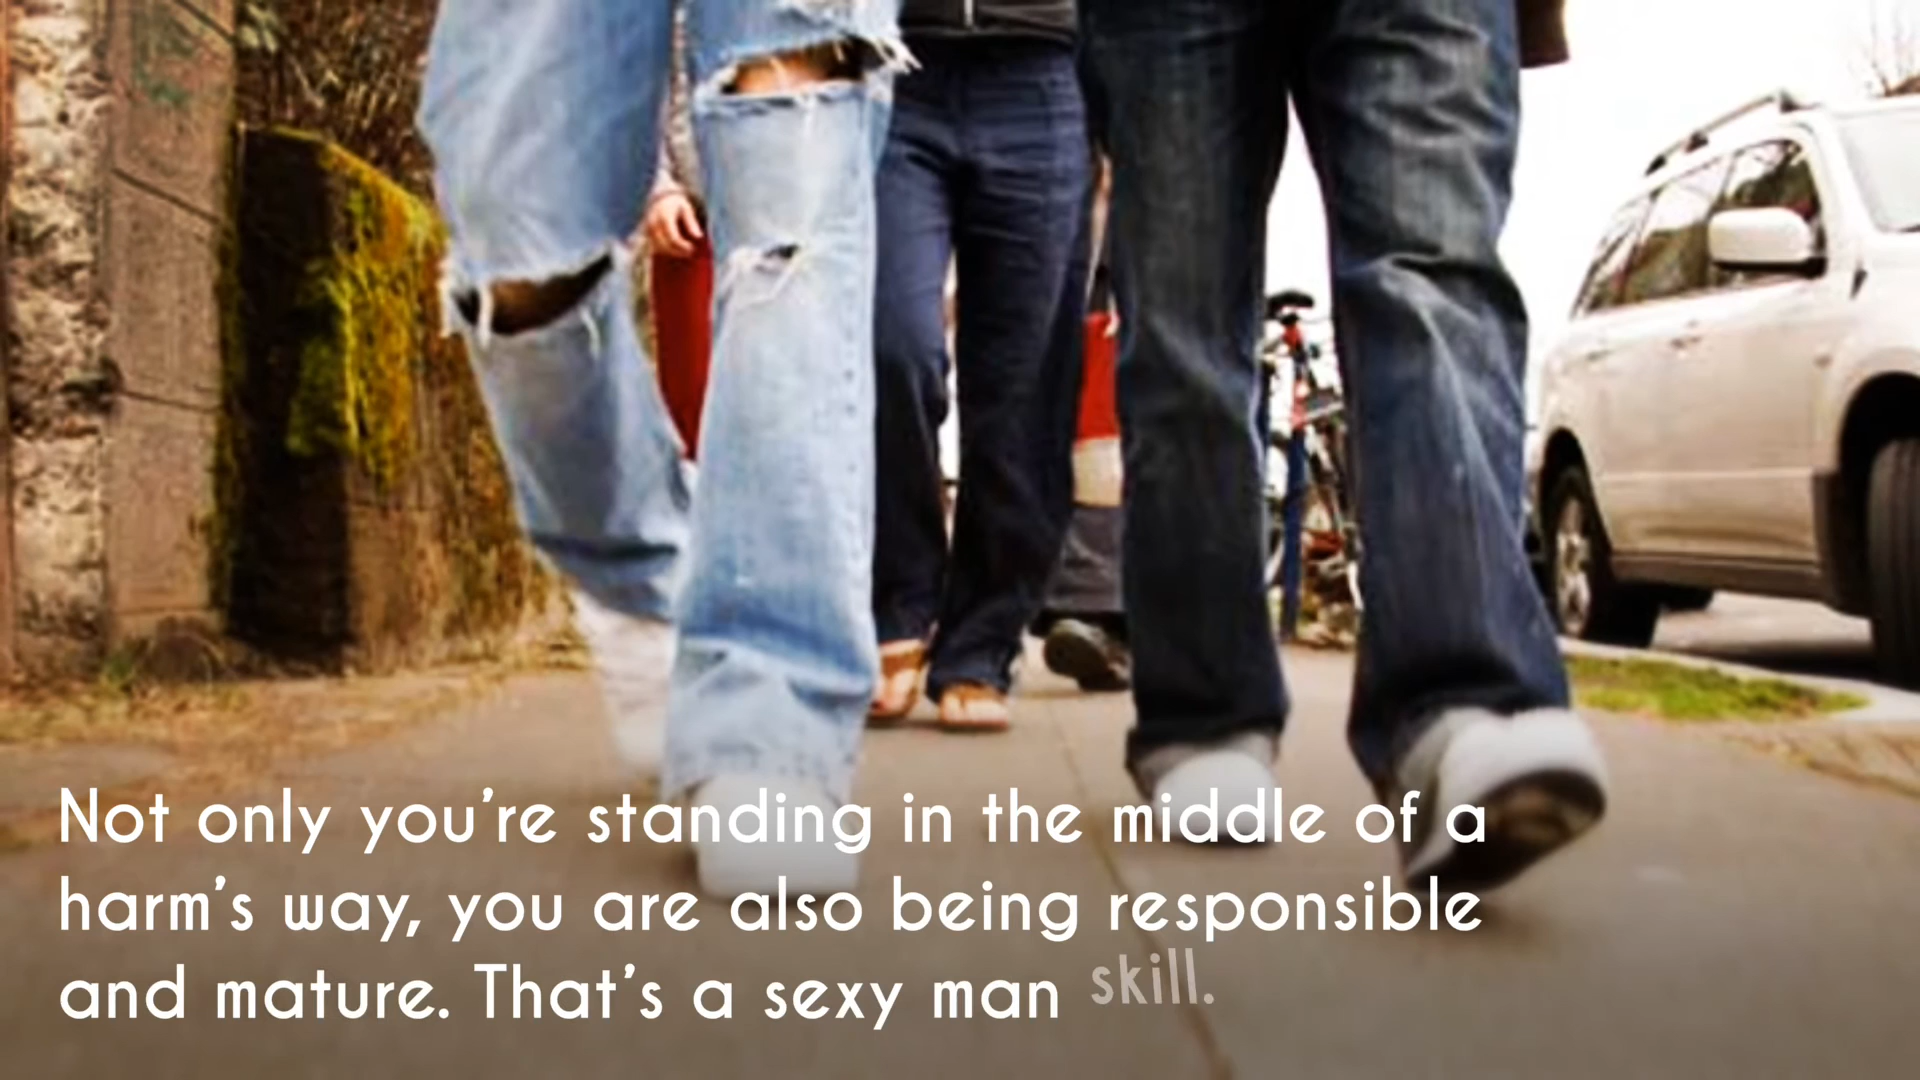 Not only you're standing in the middle of a
harm's way, you are also being responsible
and mature. That's a sexy man skill.